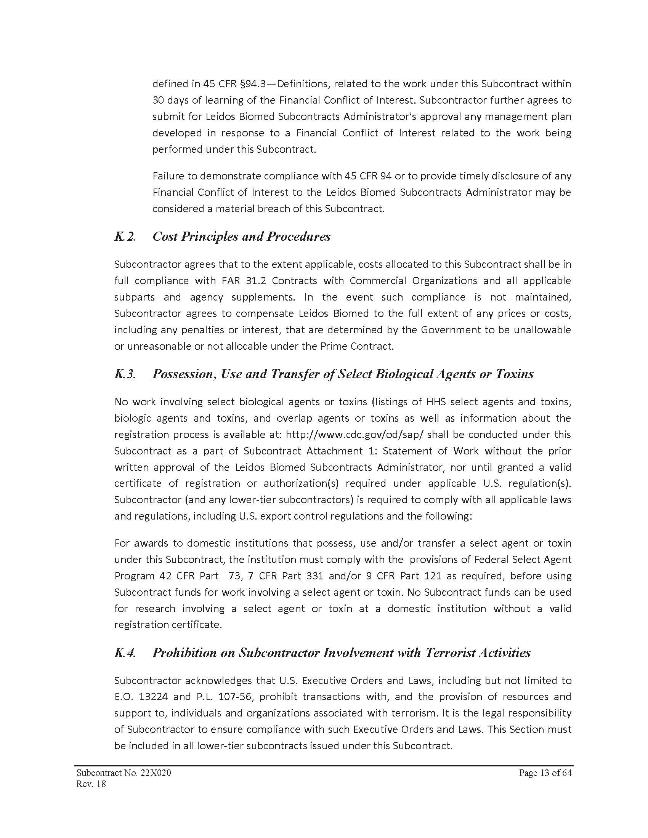 defined in 45 CFR §94.3—Definitions, related to the work under this Subcontract within
30 days of learning of the Financial Conflict of Interest. Subcontractor further agrees to
submit for Leidos Biomed Subcontracts Administrator's approval any management plan
developed in response to a Financial Conflict of Interest related to the work being
performed under this Subcontract.
Failure to demonstrate compliance with 45 CFR 94 or to provide timely disclosure of any
Financial Conflict of Interest to the Leidos Biomed Subcontracts Administrator may be
considered a material breach of this Subcontract.
K.2. Cost Principles and Procedures
Subcontractor agrees that to the extent applicable, costs allocated to this Subcontract shall be in
full compliance with FAR 31.2 Contracts with Commercial Organizations and all applicable
subparts and agency supplements. In the event such compliance is not maintained,
Subcontractor agrees to compensate Leidos Biomed to the full extent of any prices or costs,
including any penalties or interest, that are determined by the Government to be unallowable
or unreasonable or not allocable under the Prime Contract.
K.3. Possession, Use and Transfer of Select Biological Agents or Toxins
No work involving select biological agents or toxins (listings of HHS select agents and toxins,
biologic agents and toxins, and overlap agents or toxins as well as information about the
registration process is available at: http://www.cdc.gov/od/sap/ shall be conducted under this
Subcontract as a part of Subcontract Attachment 1: Statement of Work without the prior
written approval of the Leidos Biomed Subcontracts Administrator, nor until granted a valid
certificate of registration or authorization(s) required under applicable U.S. regulation(s).
Subcontractor (and any lower-tier subcontractors) is required to comply with all applicable laws
and regulations, including U.S. export control regulations and the following:
For awards to domestic institutions that possess, use and/or transfer a select agent or toxin
under this Subcontract, the institution must comply with the provisions of Federal Select Agent
Program 42 CFR Part 73, 7 CFR Part 331 and/or 9 CFR Part 121 as required, before using
Subcontract funds for work involving a select agent or toxin. No Subcontract funds can be used
for research involving a select agent or toxin at a domestic institution without a valid
registration certificate.
K.4. Prohibition on Subcontractor Involvement with Terrorist Activities
Subcontractor acknowledges that U.S. Executive Orders and Laws, including but not limited to
E.O. 13224 and P.L. 107-56, prohibit transactions with, and the provision of resources and
support to, individuals and organizations associated with terrorism. It is the legal responsibility
of Subcontractor to ensure compliance with such Executive Orders and Laws. This Section must
be included in all lower-tier subcontracts issued under this Subcontract.
Subcontract No. 22X020 Page 13 of 64
Rev. 18